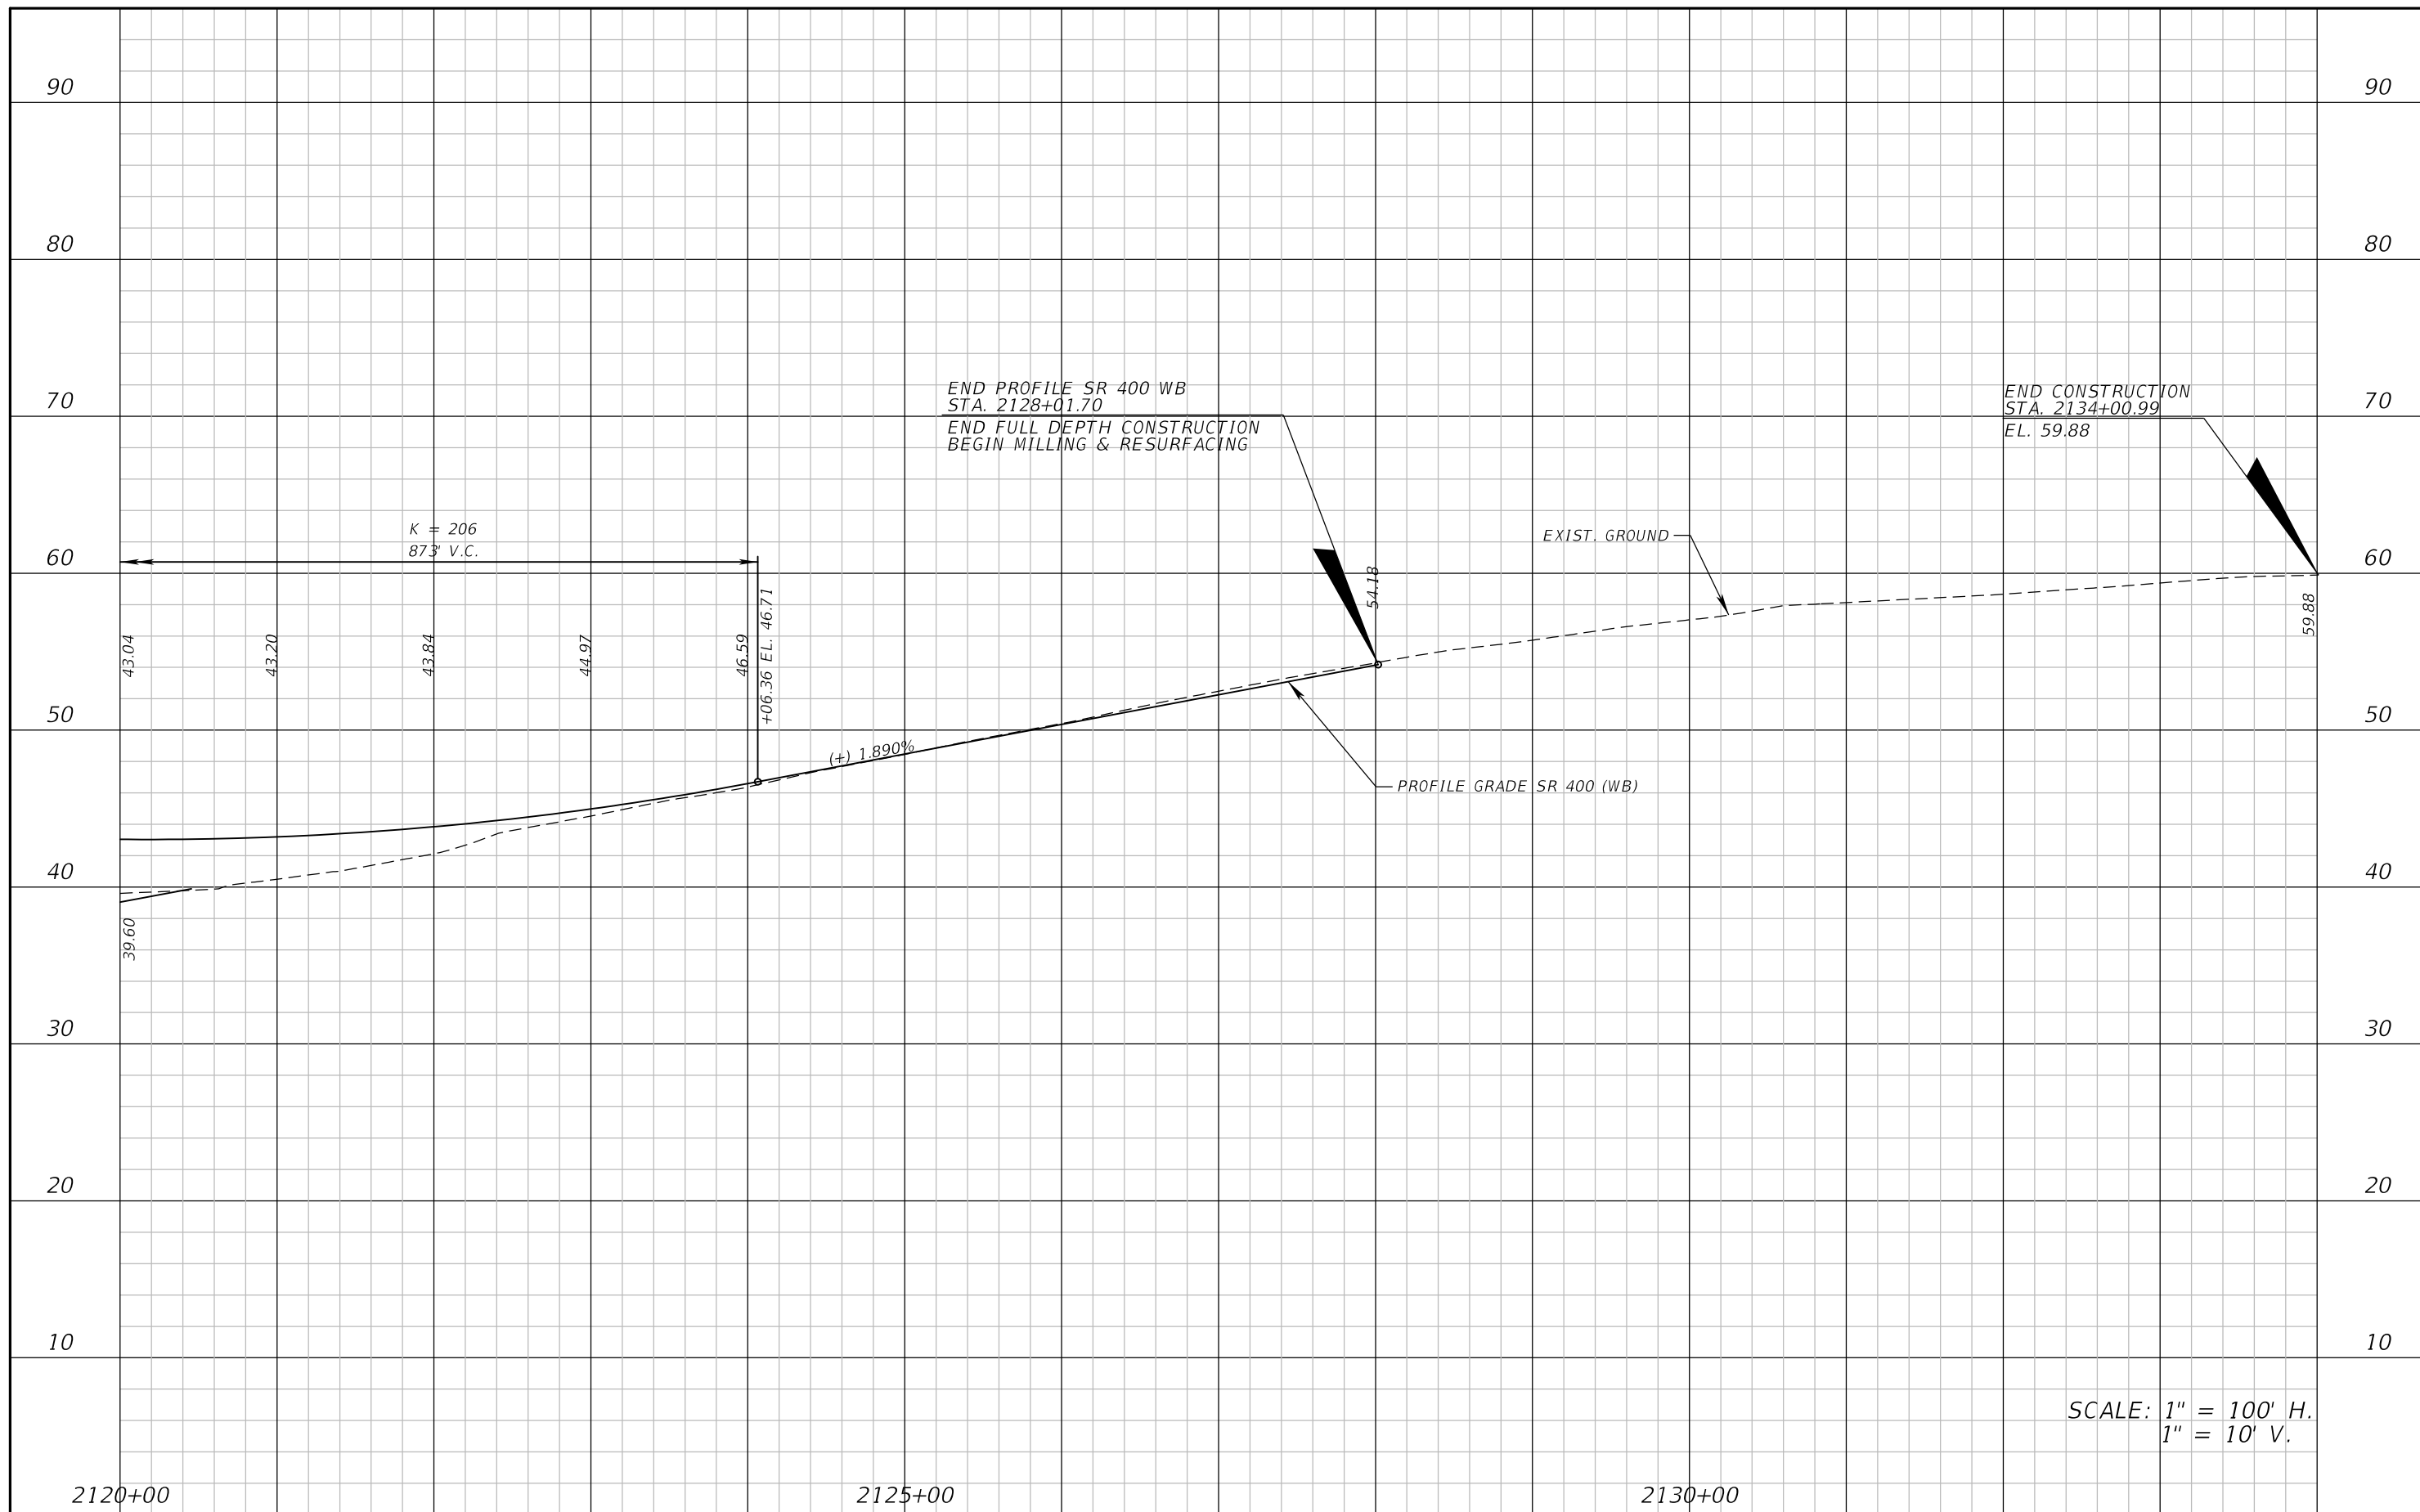 90
90
80
80
END PROFILE SR 400 WB
STA. 2128+01.70
END FULL DEPTH CONSTRUCTION
BEGIN MILLING & RESURFACING
END CONSTRUCTION
STA. 2134+00.99
EL. 59.88
70
70
K = 206
873' V.C.
EXIST. GROUND
60
60
43.04
43.20
43.84
44.97
46.59
+06.36 EL. 46.71
54.18
59.88
50
50
(+) 1.890%
PROFILE GRADE SR 400 (WB)
40
40
39.60
30
30
20
20
10
10
SCALE: 1" = 100' H.
1" = 10' V.
2120+00
2125+00
2130+00